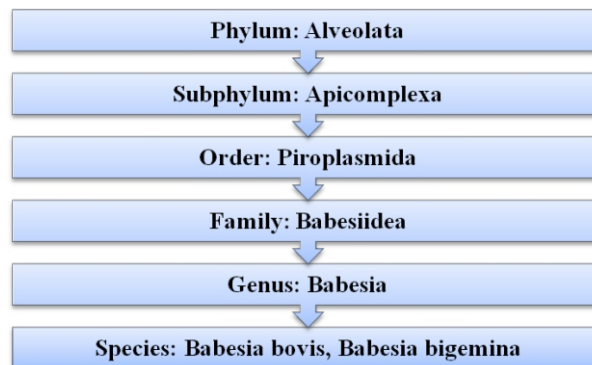 Phylum: Alveolata
Subphylum: Apicomplexa
Order: Piroplasmida
Family: Babesiidea
Genus: Babesia
Species: Babesia bovis, Babesia bigemina